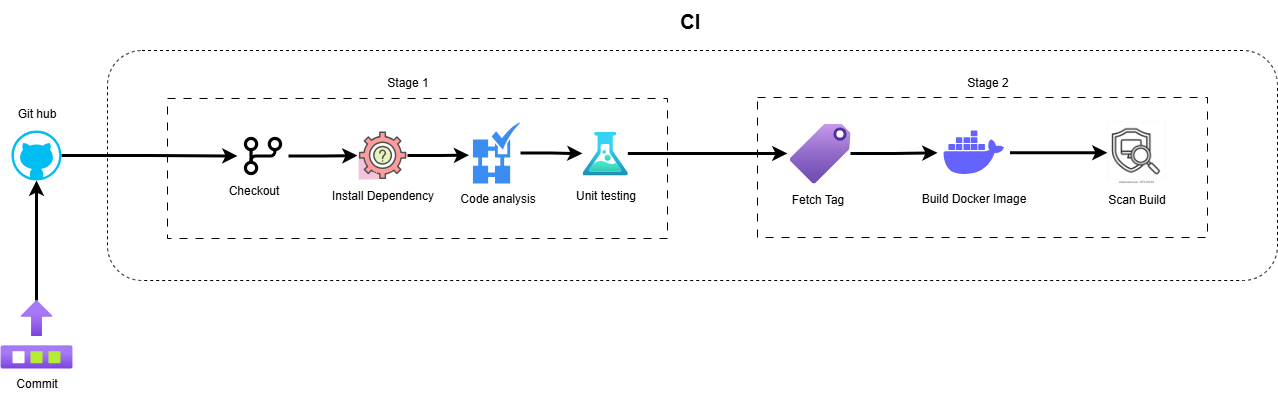 CI
Stage 1
Stage 2
Git hub
Checkout
Install Dependency
Code analysis
Unit testing
Fetch Tag
Build Docker Image
Scan Build
Commit